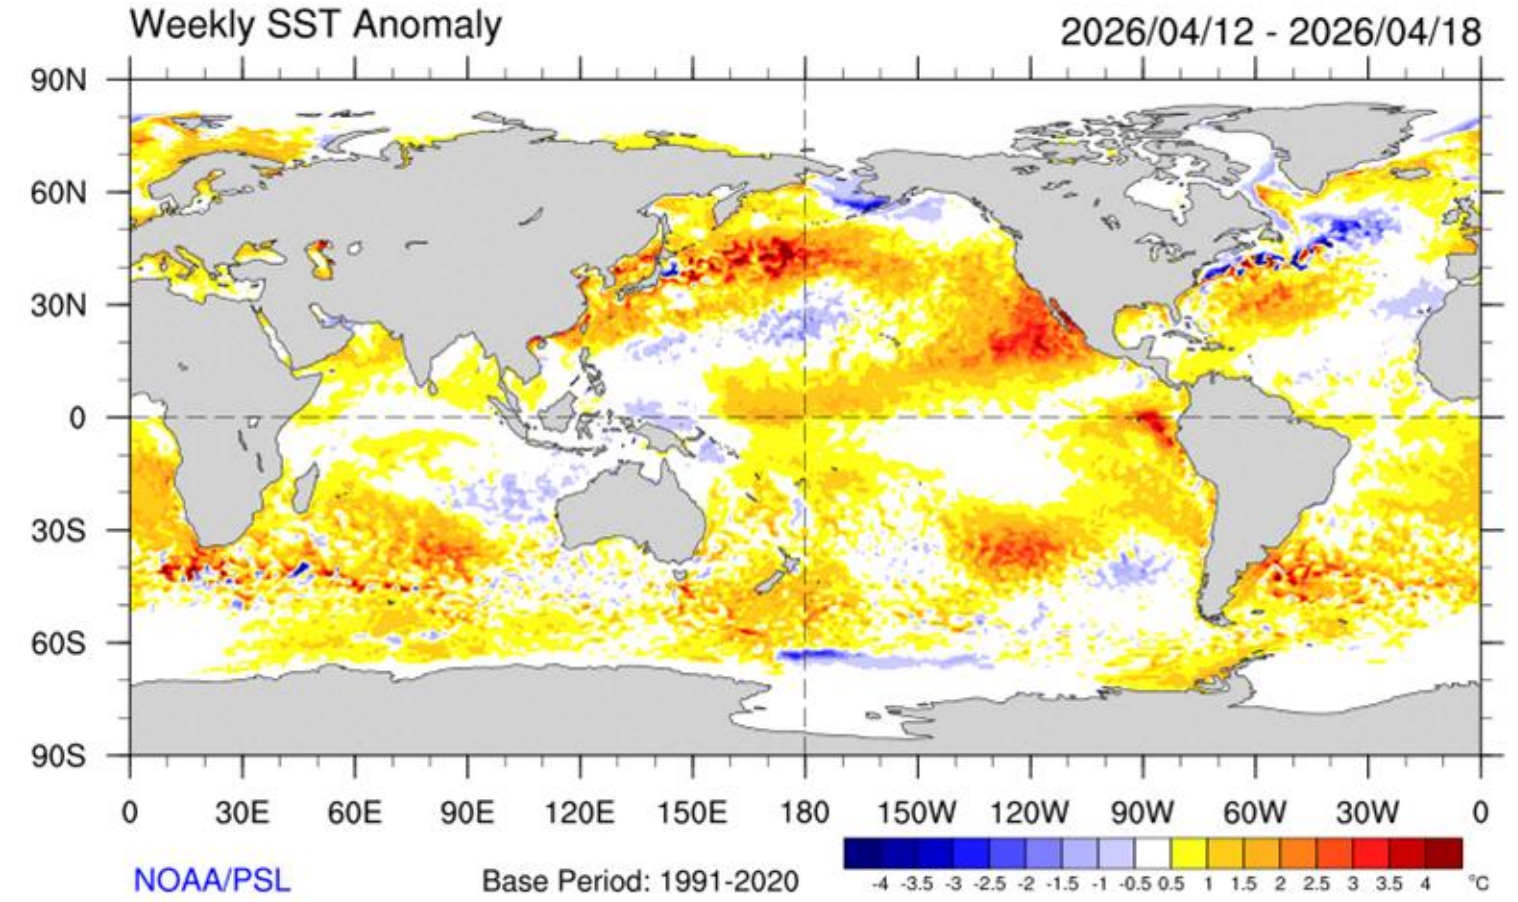 Weekly SST Anomaly
2026/04/12 - 2026/04/18
90N
60N
30N
0
30S
60S
90S
0 30E 60E 90E 120E 150E 180 150W 120W 90W 60W 30W 0
NOAA/PSL
Base Period: 1991-2020
-4 -3.5 -3 -2.5 -2 -1.5 -1 -0.5 0.5 1 1.5 2 2.5 3 3.5 4 °C